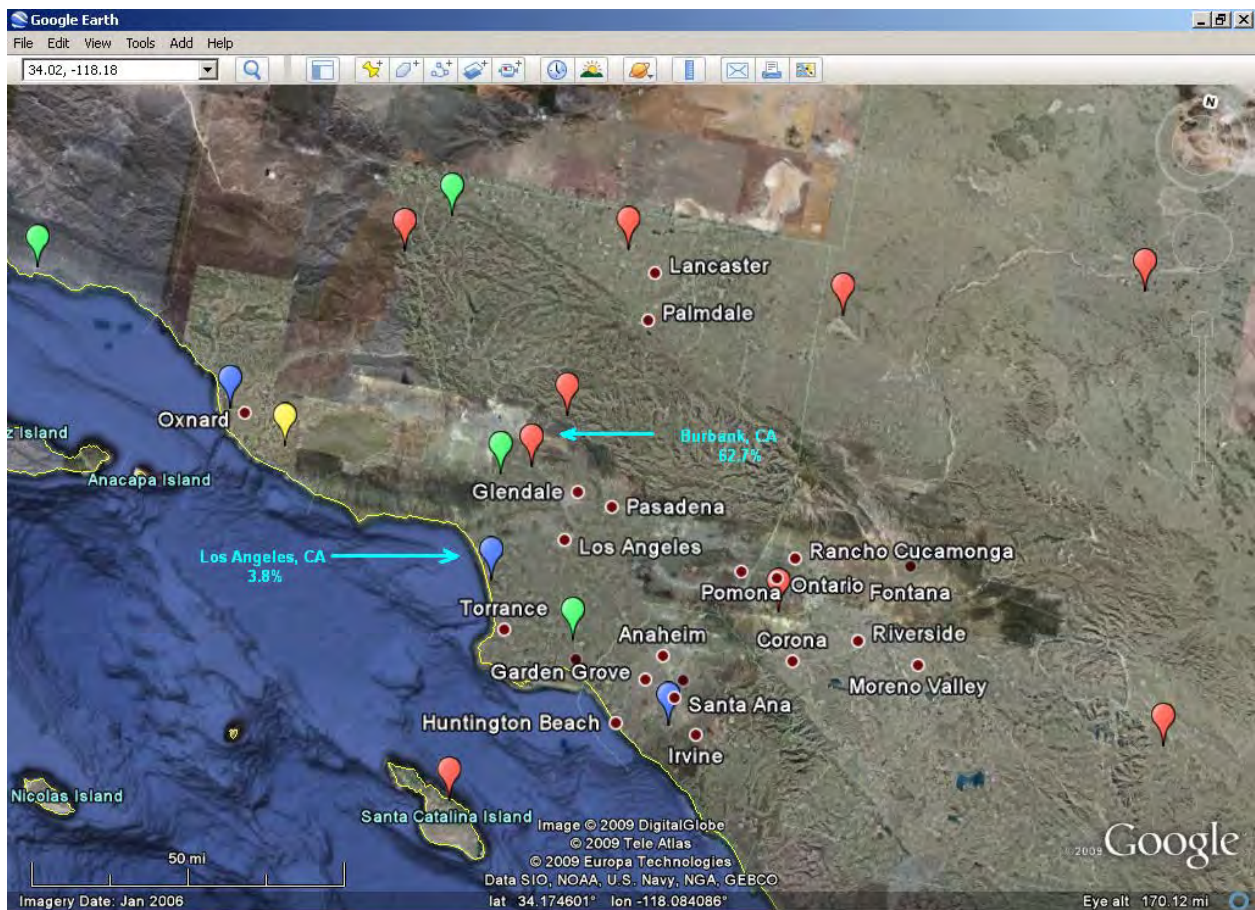 Google Earth
File Edit View Tools Add Help
34.02, -118.18
N
Lancaster
Palmdale
Oxnard
z Island
Anacapa Island
Burbank, CA
62.7%
Glendale
Pasadena
Los Angeles, CA
3.8%
Los Angeles
Rancho Cucamonga
Pomona
Ontario
Fontana
Torrance
Anaheim
Corona
Riverside
Garden Grove
Moreno Valley
Santa Ana
Huntington Beach
Irvine
Nicolas Island
Santa Catalina Island
Image © 2009 DigitalGlobe
© 2009 Tele Atlas
© 2009 Europa Technologies
Data SIO, NOAA, U.S. Navy, NGA, GEBCO
©2009 Google
50 mi
Imagery Date: Jan 2006
lat 34.174601° lon -118.084086°
Eye alt 170.12 mi